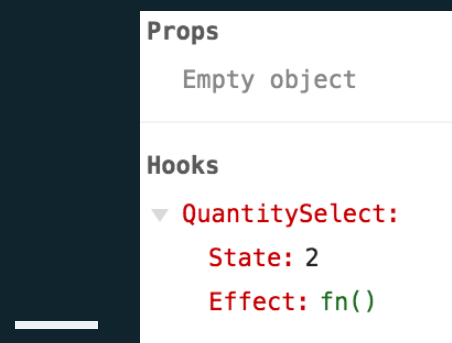 Props
Empty object
Hooks
QuantitySelect:
State: 2
Effect: fn()